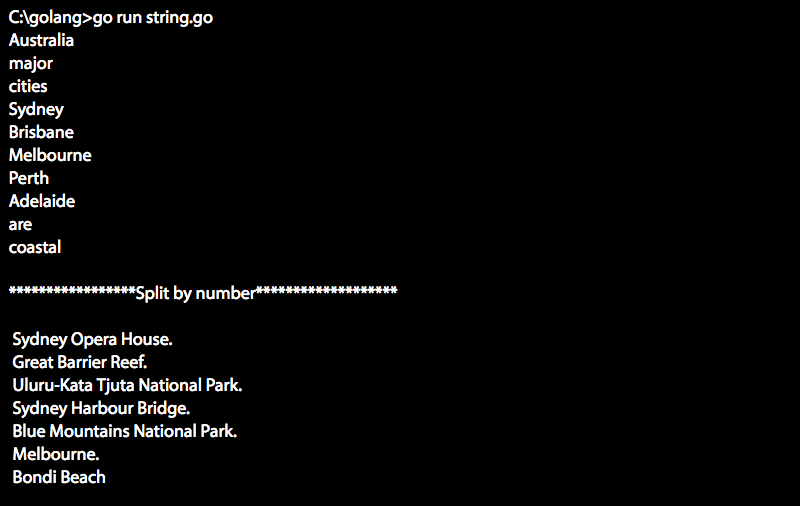 C:\golang>go run string.go
Australia
major
cities
Sydney
Brisbane
Melbourne
Perth
Adelaide
are
coastal
*****************Split by number*******************
Sydney Opera House.
Great Barrier Reef.
Uluru-Kata Tjuta National Park.
Sydney Harbour Bridge.
Blue Mountains National Park.
Melbourne.
Bondi Beach